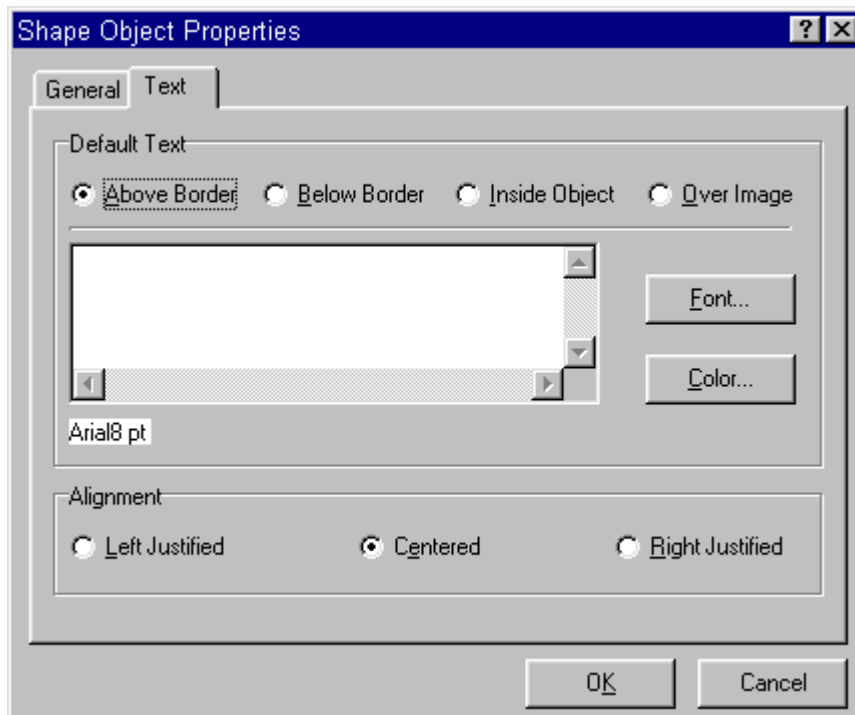 Shape Object Properties
General Text
Default Text
Above Border Below Border Inside Object Over Image
Font...
Color...
Arial8 pt
Alignment
Left Justified Centered Right Justified
OK Cancel